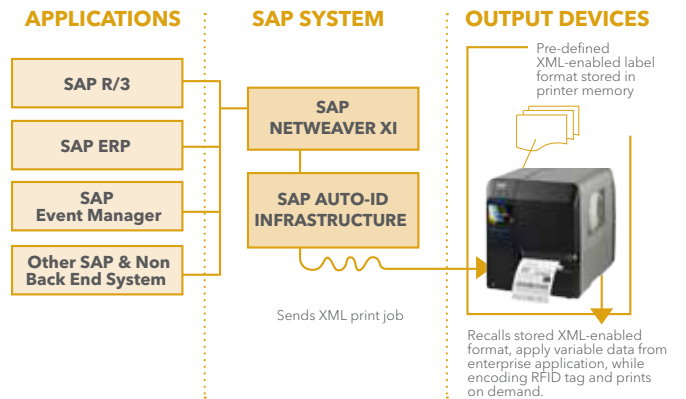 APPLICATIONS
SAP R/3
SAP ERP
SAP
Event Manager
Other SAP & Non
Back End System
SAP SYSTEM
SAP
NETWEAVER XI
SAP AUTO-ID
INFRASTRUCTURE
Sends XML print job
OUTPUT DEVICES
Pre-defined
XML-enabled label
format stored in
printer memory
Recalls stored XML-enabled
format, apply variable data from
enterprise application, while
encoding RFID tag and prints
on demand.